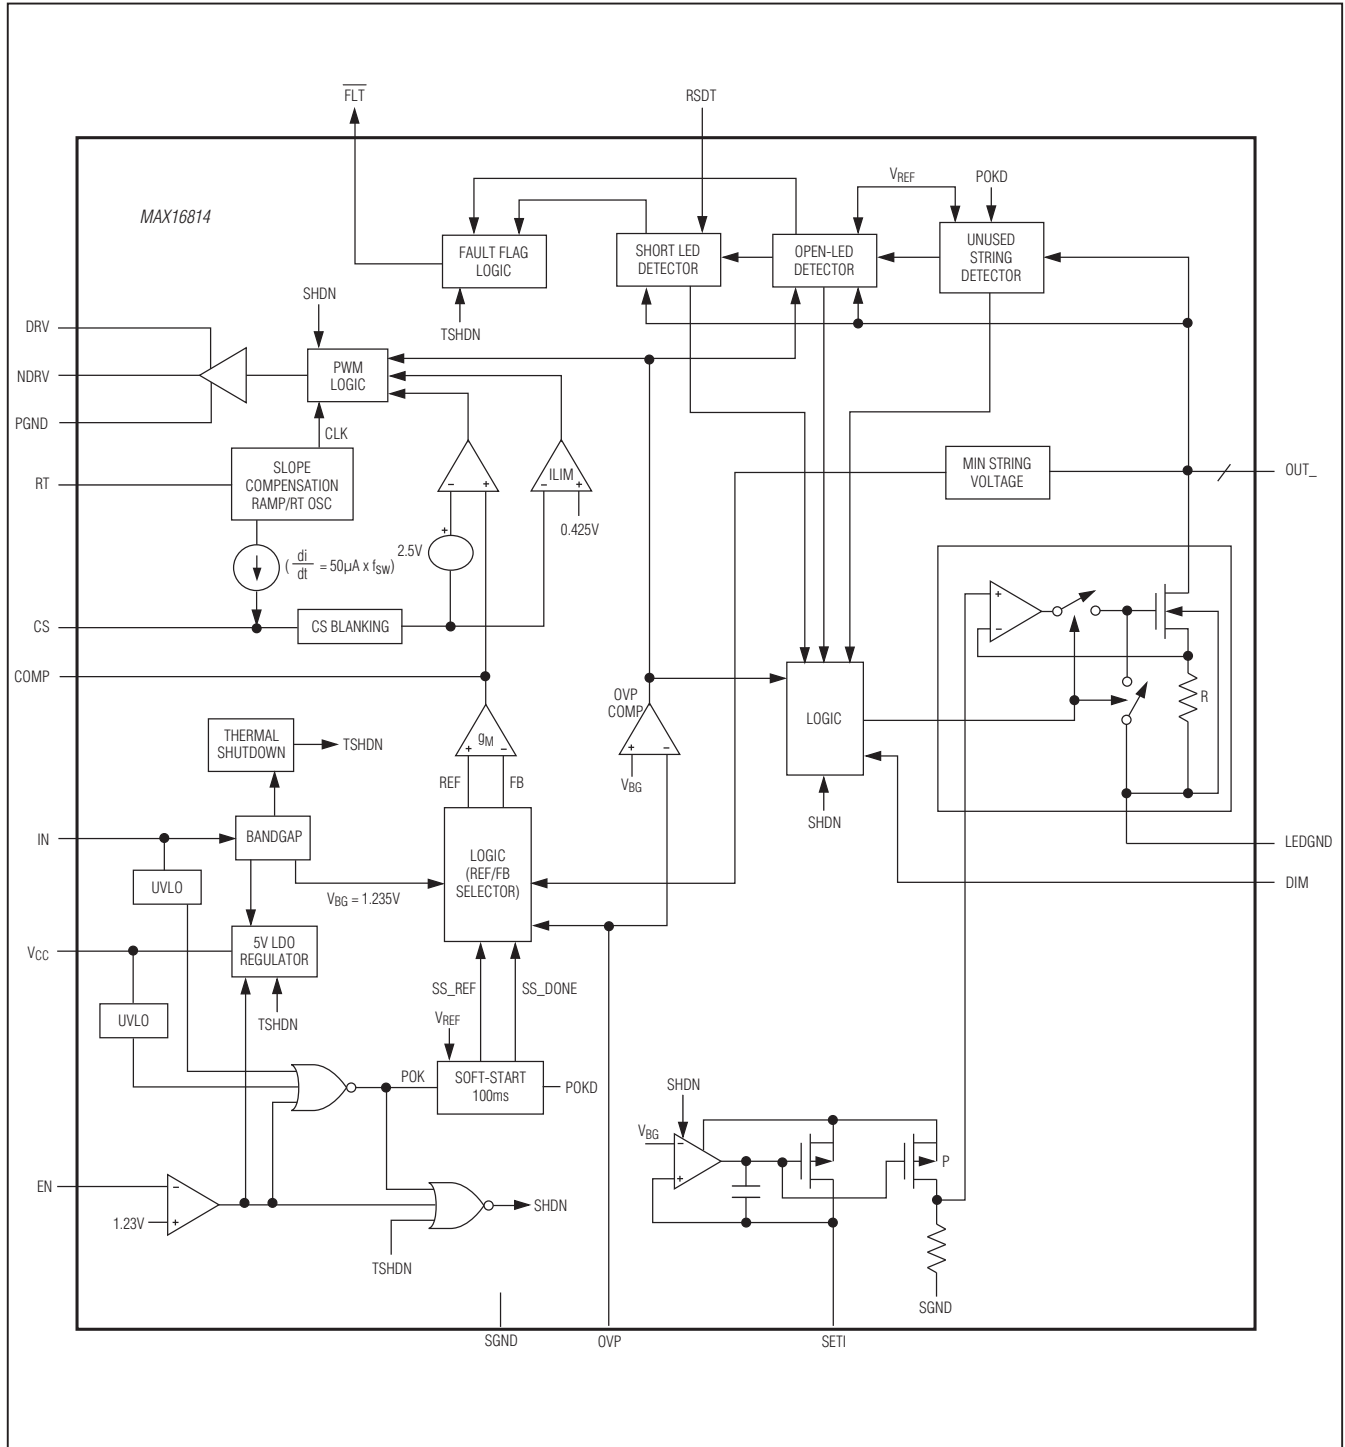 FLT
RSDT
MAX16814
VREF
POKD
FAULT FLAG
LOGIC
SHORT LED
DETECTOR
OPEN-LED
DETECTOR
UNUSED
STRING
DETECTOR
SHDN
TSHDN
DRV
NDRV
PGND
PWM
LOGIC
CLK
RT
SLOPE
COMPENSATION
RAMP/RT OSC
- +
ILIM
- +
0.425V
MIN STRING
VOLTAGE
OUT_
+
2.5V
( di
dt = 50µA x fSW)
CS
CS BLANKING
COMP
+
-
R
LOGIC
OVP
COMP
+ -
VBG
gM
+ -
REF
FB
THERMAL
SHUTDOWN
TSHDN
SHDN
IN
BANDGAP
UVLO
VBG = 1.235V
LOGIC
(REF/FB
SELECTOR)
LEDGND
DIM
VCC
5V LDO
REGULATOR
UVLO
TSHDN
SS_REF
SS_DONE
VREF
POK
SOFT-START
100ms
POKD
SHDN
VBG
-
+
P
EN
-
+
1.23V
SHDN
TSHDN
SGND
SGND
OVP
SETI